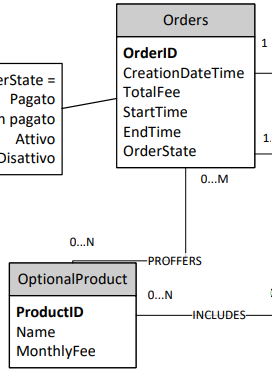 Orders
OrderID
CreationDateTime
TotalFee
StartTime
EndTime
OrderState
1
1.
erState =
Pagato
n pagato
Attivo
Disattivo
0...M
0...N
PROFFERS
OptionalProduct
ProductID
Name
MonthlyFee
0...N
INCLUDES